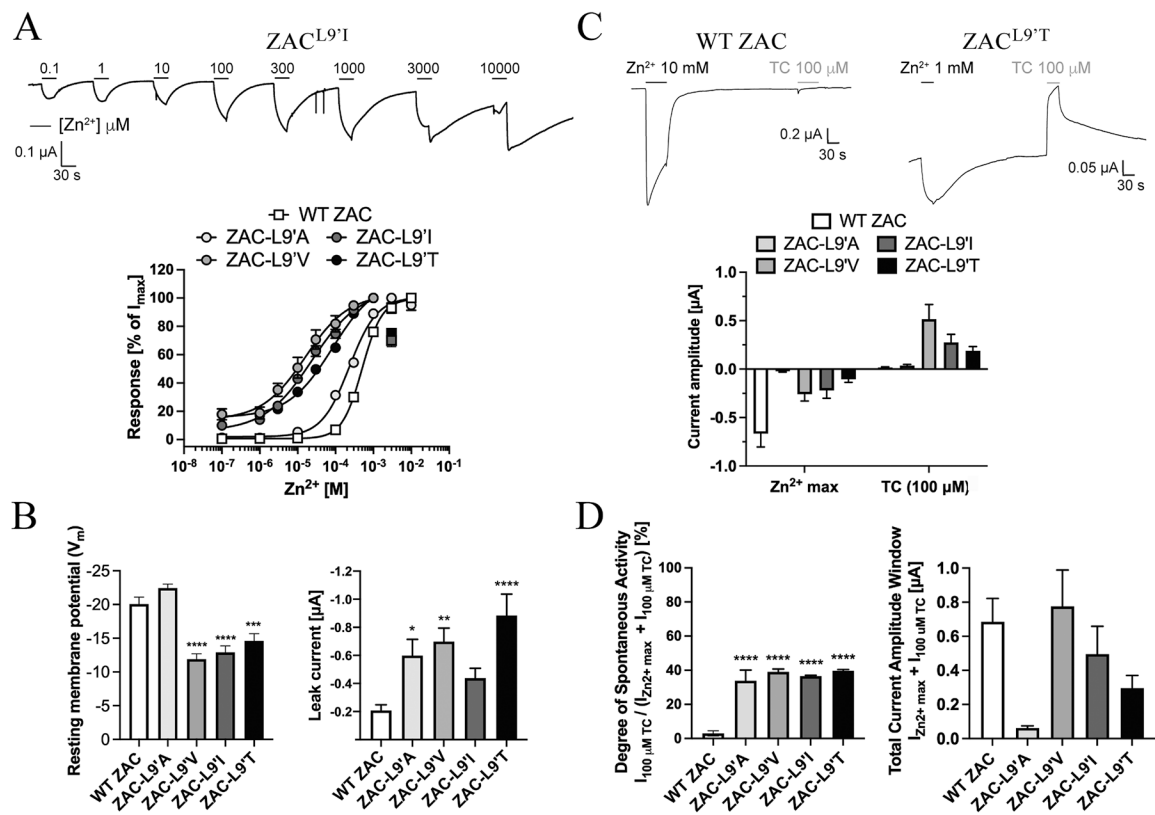 A
ZAC^L9'I
0.1 1 10 100 300 1000 3000 10000
[Zn²⁺] µM
0.1 µA
30 s
WT ZAC
ZAC-L9'A ZAC-L9'I
ZAC-L9'V ZAC-L9'T
Response [% of I_max]
120
100
80
60
40
20
0
10⁻⁸ 10⁻⁷ 10⁻⁶ 10⁻⁵ 10⁻⁴ 10⁻³ 10⁻² 10⁻¹
Zn²⁺ [M]
B
Resting membrane potential (V_m)
-25
-20
-15
-10
-5
0
**** **** ***
WT ZAC
ZAC-L9'A
ZAC-L9'V
ZAC-L9'I
ZAC-L9'T
Leak current [µA]
-1.2
-1.0
-0.8
-0.6
-0.4
-0.2
* ** ****
WT ZAC
ZAC-L9'A
ZAC-L9'V
ZAC-L9'I
ZAC-L9'T
C
WT ZAC
Zn²⁺ 10 mM TC 100 µM
0.2 µA
30 s
ZAC^L9'T
Zn²⁺ 1 mM TC 100 µM
0.05 µA
30 s
WT ZAC
ZAC-L9'A ZAC-L9'I
ZAC-L9'V ZAC-L9'T
Current amplitude [µA]
1.0
0.5
0.0
-0.5
-1.0
Zn²⁺ max TC (100 µM)
D
Degree of Spontaneous Activity
I_100 µM TC / (I_Zn2+ max + I_100 µM TC) [%]
100
80
60
40
20
0
**** **** **** ****
WT ZAC
ZAC-L9'A
ZAC-L9'V
ZAC-L9'I
ZAC-L9'T
Total Current Amplitude Window
I_Zn2+ max + I_100 uM TC [µA]
1.0
0.8
0.6
0.4
0.2
0.0
WT ZAC
ZAC-L9'A
ZAC-L9'V
ZAC-L9'I
ZAC-L9'T